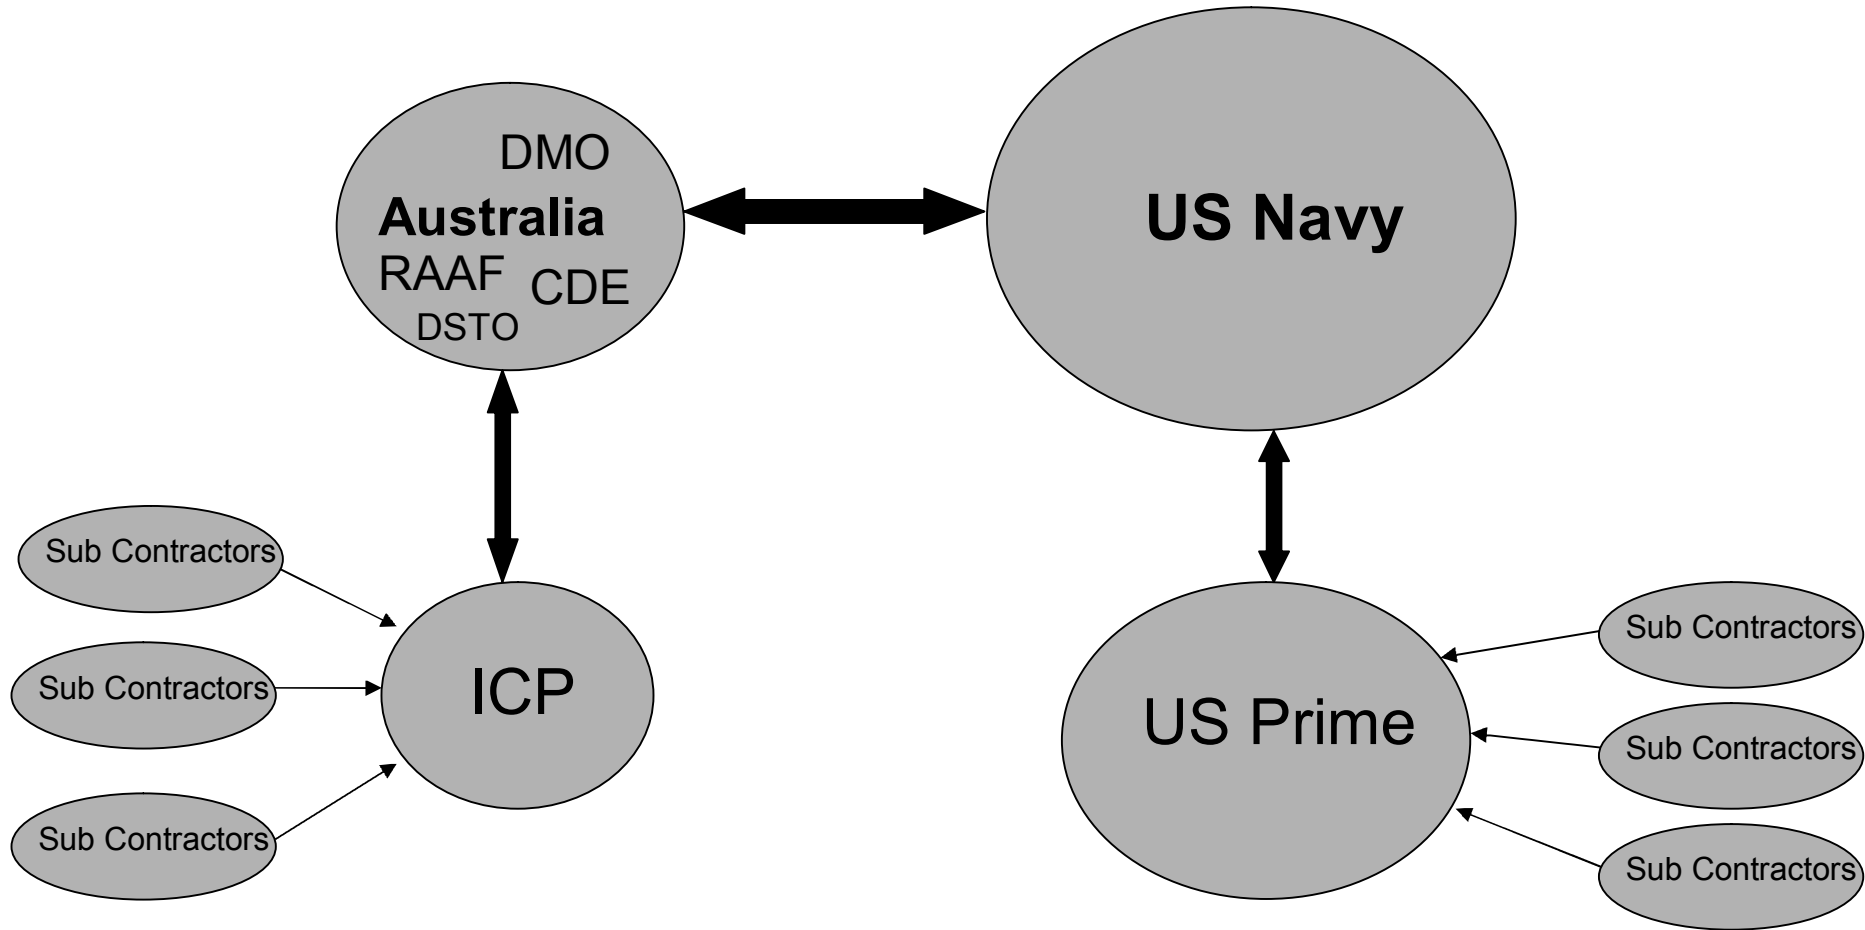 DMO
Australia
RAAF
CDE
DSTO
US Navy
Sub Contractors
Sub Contractors
Sub Contractors
ICP
US Prime
Sub Contractors
Sub Contractors
Sub Contractors